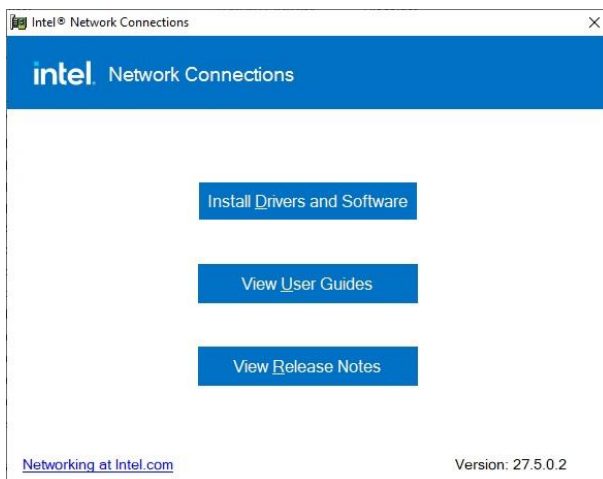 Intel® Network Connections
intel. Network Connections
Install Drivers and Software
View User Guides
View Release Notes
Networking at Intel.com
Version: 27.5.0.2